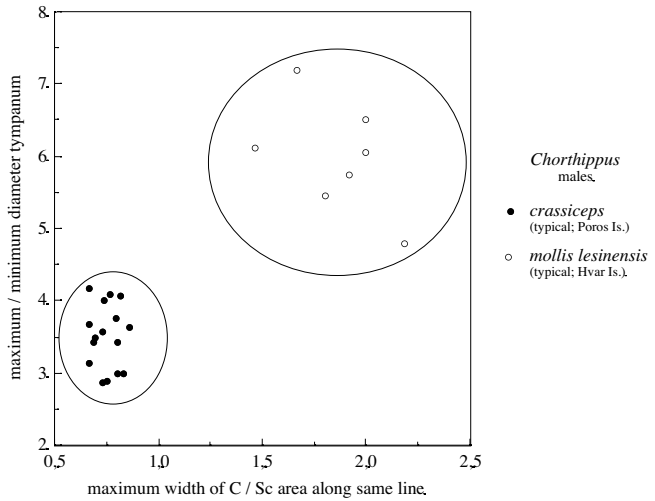 maximum / minimum diameter tympanum
8
7
6
5
4
3
2
0,5
1,0
1,5
2,0
2,5
maximum width of C / Sc area along same line.
Chorthippus
males.
crassiceps
(typical; Poros Is.)
mollis lesinensis
(typical; Hvar Is.)